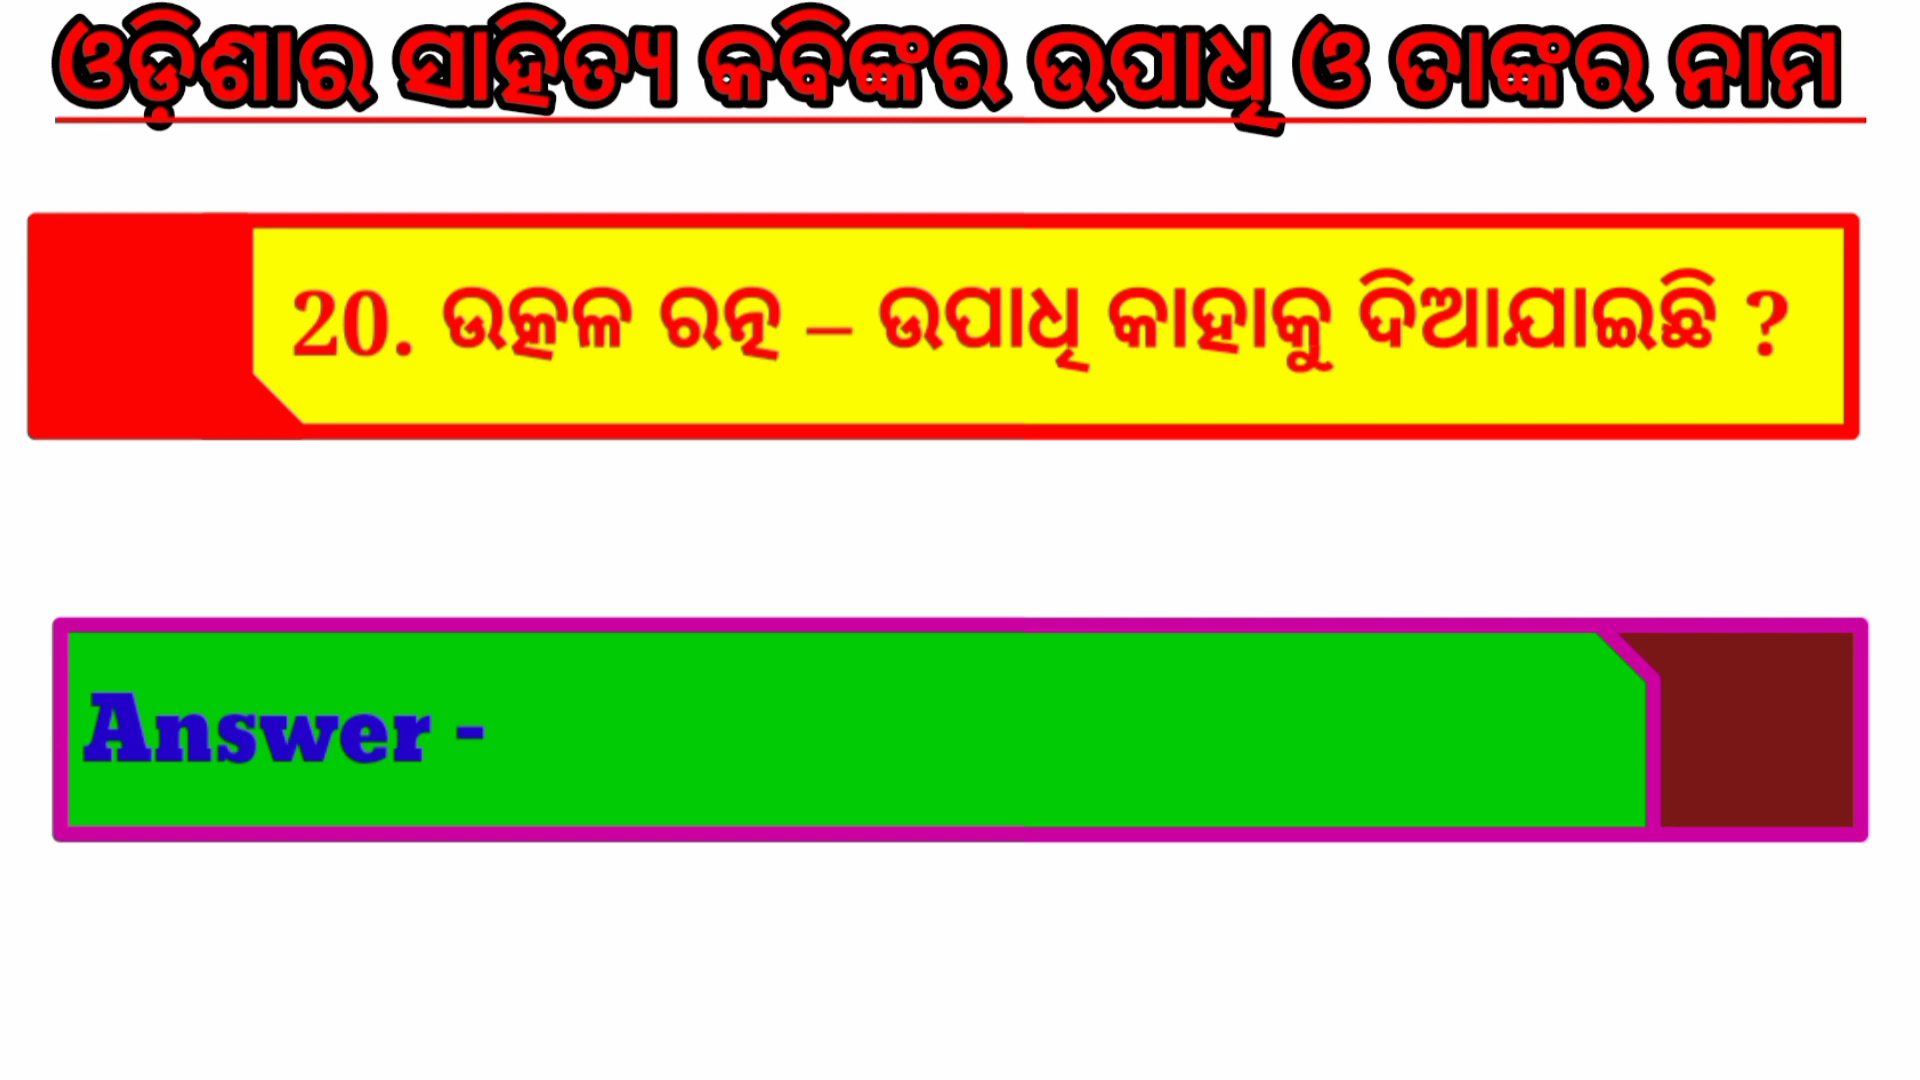 ଓଡ଼ିଶାର ସାହିତ୍ୟ କବିଙ୍କର ଉପାଧି ଓ ତାଙ୍କର ନାମ
20. ଉତ୍କଳ ରତ୍ନ – ଉପାଧି କାହାକୁ ଦିଆଯାଇଛି ?
Answer -